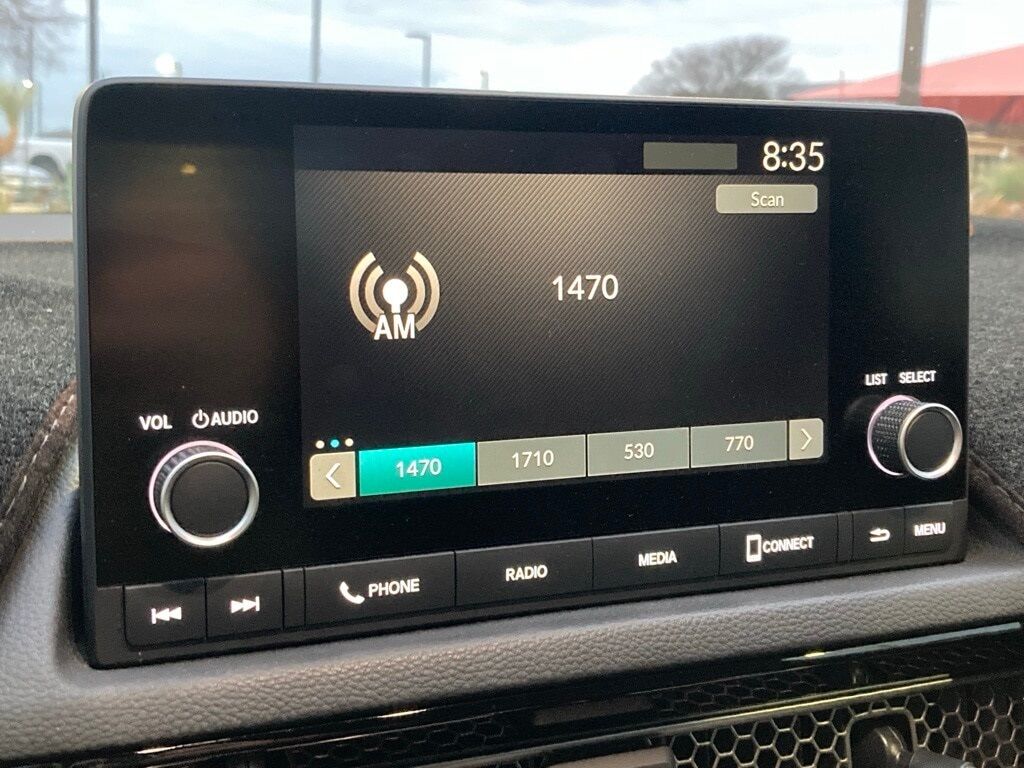 8:35
Scan
AM
1470
VOL AUDIO
LIST SELECT
1470 1710 530 770
PHONE RADIO MEDIA CONNECT MENU